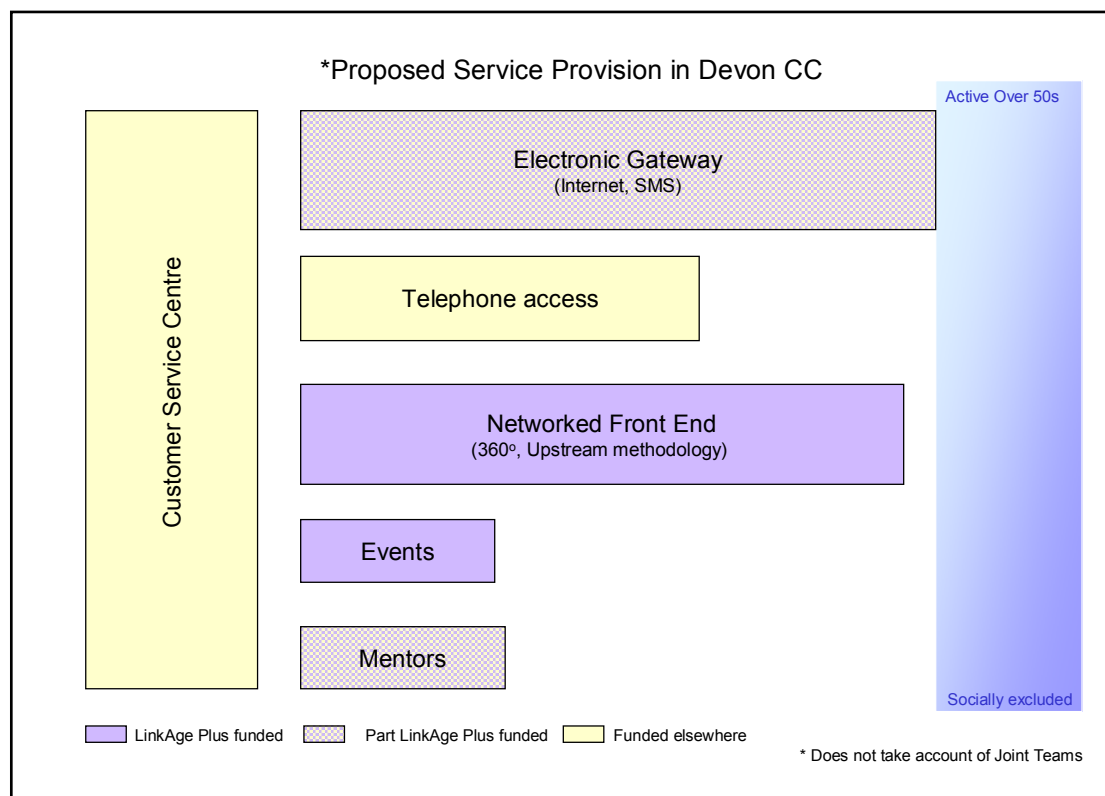 *Proposed Service Provision in Devon CC
Active Over 50s
Customer Service Centre
Electronic Gateway
(Internet, SMS)
Telephone access
Networked Front End
(360º, Upstream methodology)
Events
Mentors
Socially excluded
LinkAge Plus funded
Part LinkAge Plus funded
Funded elsewhere
* Does not take account of Joint Teams